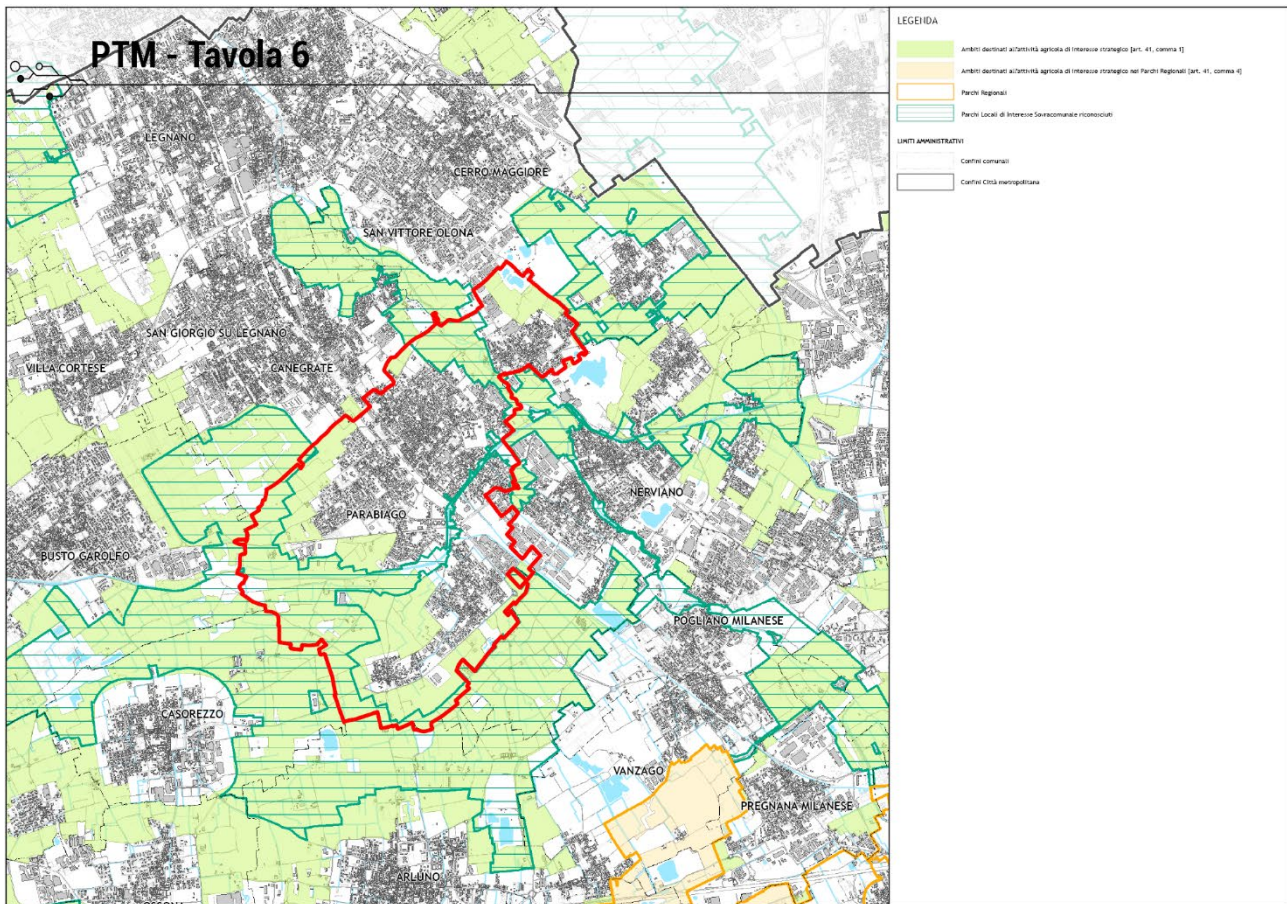 PTM - Tavola 6
LEGENDA
Ambiti destinati all'attività agricola di interesse strategico [art. 41, comma 1]
Ambiti destinati all'attività agricola di interesse strategico nei Parchi Regionali [art. 41, comma 4]
Parchi Regionali
Parchi Locali di Interesse Sovracomunale riconosciuti
LIMITI AMMINISTRATIVI
Confini comunali
Confini Città metropolitana
LEGNANO
CERRO MAGGIORE
SAN VITTORE OLONA
SAN GIORGIO SU LEGNANO
VILLA CORTESE
CANEGRATE
NERVIANO
PARABIAGO
BUSTO GAROLFO
POGLIANO MILANESE
CASOREZZO
VANZAGO
PREGNANA MILANESE
ARLUNO